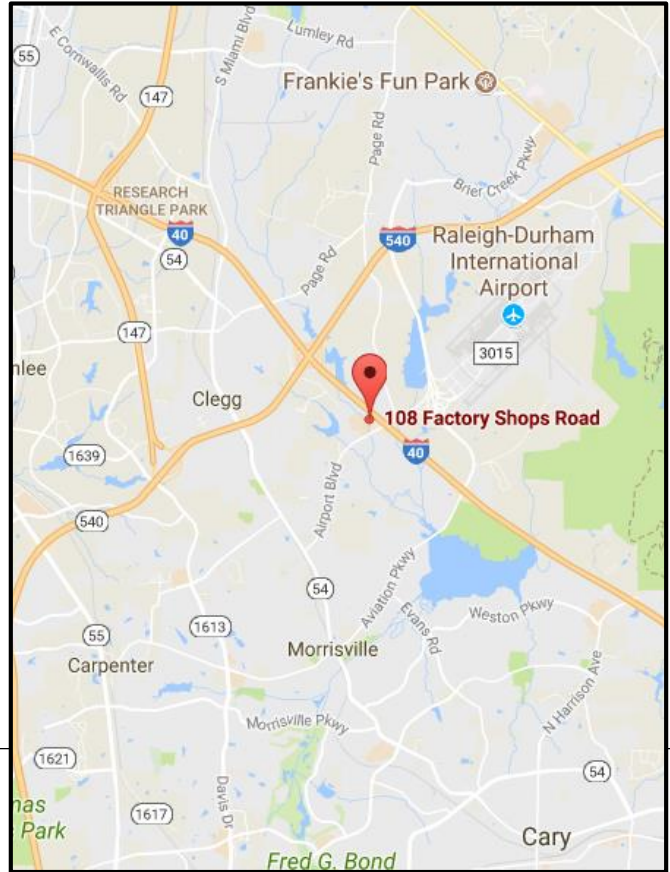 Lumley Rd
55
E Cornwallis Rd
S Miami Blvd
Frankie's Fun Park
147
Page Rd
Brier Creek Pkwy
RESEARCH
TRIANGLE PARK
40
54
540
Raleigh-Durham
International
Airport
Page Rd
147
3015
nlee
Clegg
108 Factory Shops Road
40
1639
Airport Blvd
540
54
Aviation Pkwy
Evans Rd
Weston Pkwy
1613
55
Morrisville
Carpenter
N Harrison Ave
Morrisville Pkwy
1621
54
Davis Dr
nas
s Park
1617
Cary
Fred G. Bond